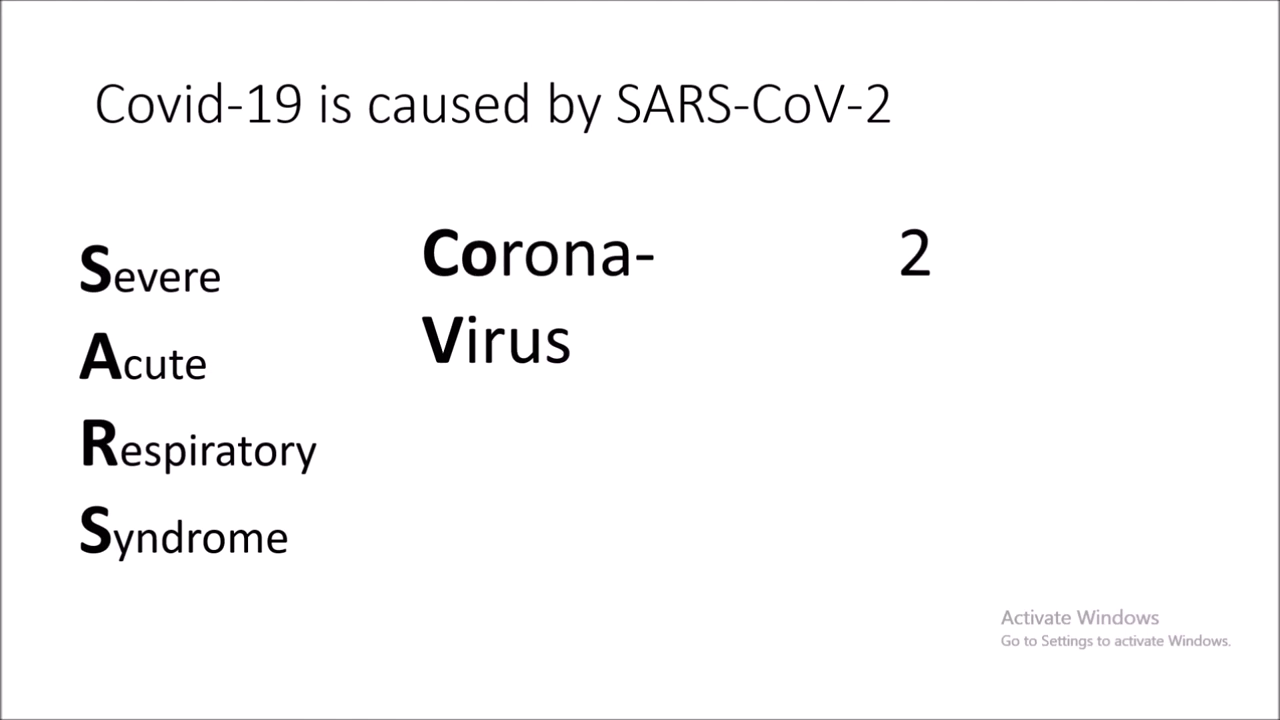 Covid-19 is caused by SARS-CoV-2
Severe
Acute
Respiratory
Syndrome
Corona-
Virus
2
Activate Windows
Go to Settings to activate Windows.